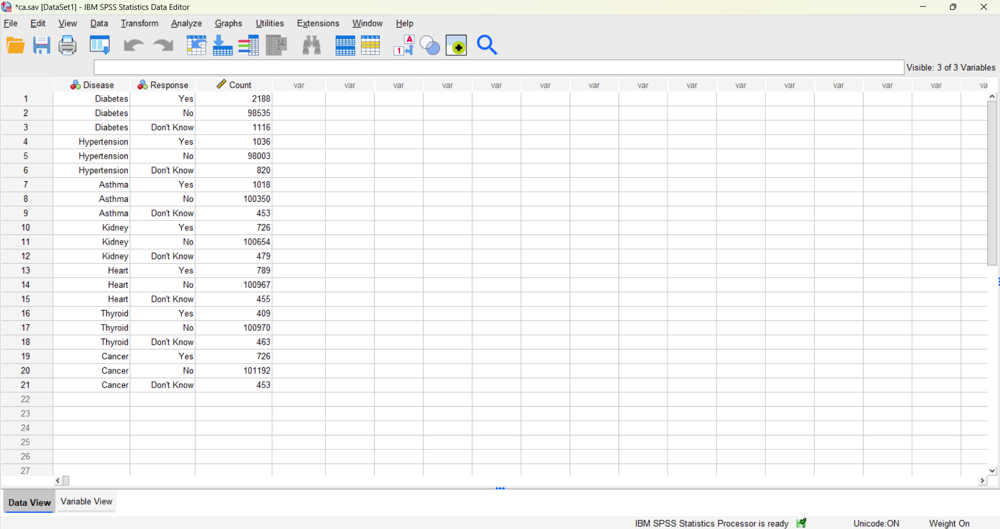 *ca.sav [DataSet1] - IBM SPSS Statistics Data Editor
File Edit View Data Transform Analyze Graphs Utilities Extensions Window Help
Visible: 3 of 3 Variables
Disease Response Count var var var var var var var var var var var var var var va
1 Diabetes Yes 2188
2 Diabetes No 98535
3 Diabetes Don't Know 1116
4 Hypertension Yes 1036
5 Hypertension No 98003
6 Hypertension Don't Know 820
7 Asthma Yes 1018
8 Asthma No 100350
9 Asthma Don't Know 453
10 Kidney Yes 726
11 Kidney No 100654
12 Kidney Don't Know 479
13 Heart Yes 789
14 Heart No 100967
15 Heart Don't Know 455
16 Thyroid Yes 409
17 Thyroid No 100970
18 Thyroid Don't Know 463
19 Cancer Yes 726
20 Cancer No 101192
21 Cancer Don't Know 453
22
23
24
25
26
27
Data View Variable View
IBM SPSS Statistics Processor is ready Unicode:ON Weight On